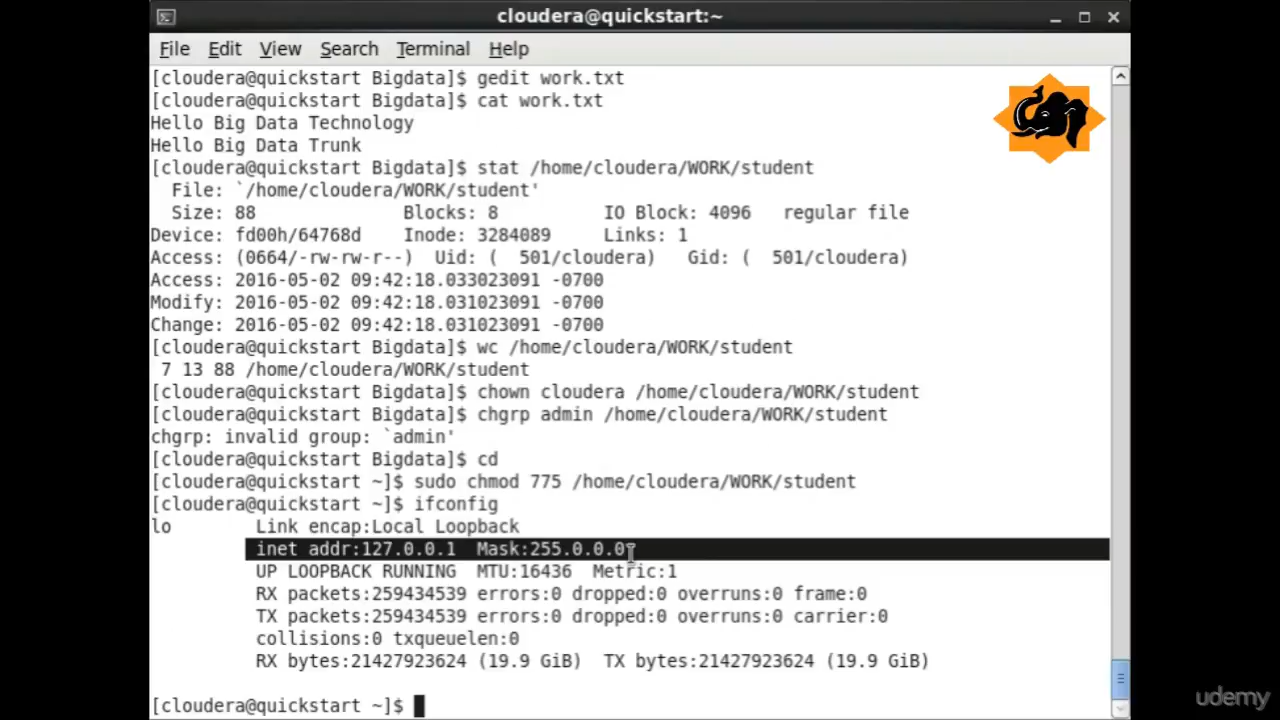 cloudera@quickstart:~
File Edit View Search Terminal Help
[cloudera@quickstart Bigdata]$ gedit work.txt
[cloudera@quickstart Bigdata]$ cat work.txt
Hello Big Data Technology
Hello Big Data Trunk
[cloudera@quickstart Bigdata]$ stat /home/cloudera/WORK/student
  File: `/home/cloudera/WORK/student'
  Size: 88              Blocks: 8          IO Block: 4096   regular file
Device: fd00h/64768d    Inode: 3284089     Links: 1
Access: (0664/-rw-rw-r--)  Uid: (  501/cloudera)   Gid: (  501/cloudera)
Access: 2016-05-02 09:42:18.033023091 -0700
Modify: 2016-05-02 09:42:18.031023091 -0700
Change: 2016-05-02 09:42:18.031023091 -0700
[cloudera@quickstart Bigdata]$ wc /home/cloudera/WORK/student
 7 13 88 /home/cloudera/WORK/student
[cloudera@quickstart Bigdata]$ chown cloudera /home/cloudera/WORK/student
[cloudera@quickstart Bigdata]$ chgrp admin /home/cloudera/WORK/student
chgrp: invalid group: `admin'
[cloudera@quickstart Bigdata]$ cd
[cloudera@quickstart ~]$ sudo chmod 775 /home/cloudera/WORK/student
[cloudera@quickstart ~]$ ifconfig
lo        Link encap:Local Loopback
          inet addr:127.0.0.1  Mask:255.0.0.0
          UP LOOPBACK RUNNING  MTU:16436  Metric:1
          RX packets:259434539 errors:0 dropped:0 overruns:0 frame:0
          TX packets:259434539 errors:0 dropped:0 overruns:0 carrier:0
          collisions:0 txqueuelen:0
          RX bytes:21427923624 (19.9 GiB)  TX bytes:21427923624 (19.9 GiB)
[cloudera@quickstart ~]$
udemy